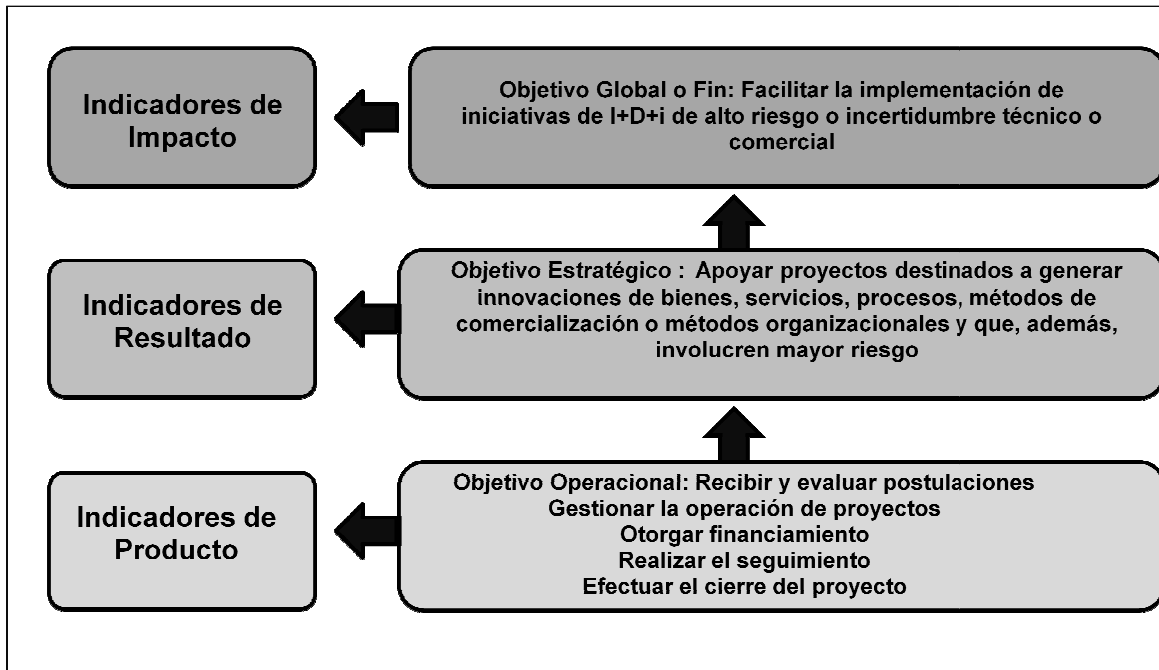 Indicadores de
Impacto
Objetivo Global o Fin: Facilitar la implementación de
iniciativas de I+D+i de alto riesgo o incertidumbre técnico o
comercial
Indicadores de
Resultado
Objetivo Estratégico : Apoyar proyectos destinados a generar
innovaciones de bienes, servicios, procesos, métodos de
comercialización o métodos organizacionales y que, además,
involucren mayor riesgo
Indicadores de
Producto
Objetivo Operacional: Recibir y evaluar postulaciones
Gestionar la operación de proyectos
Otorgar financiamiento
Realizar el seguimiento
Efectuar el cierre del proyecto